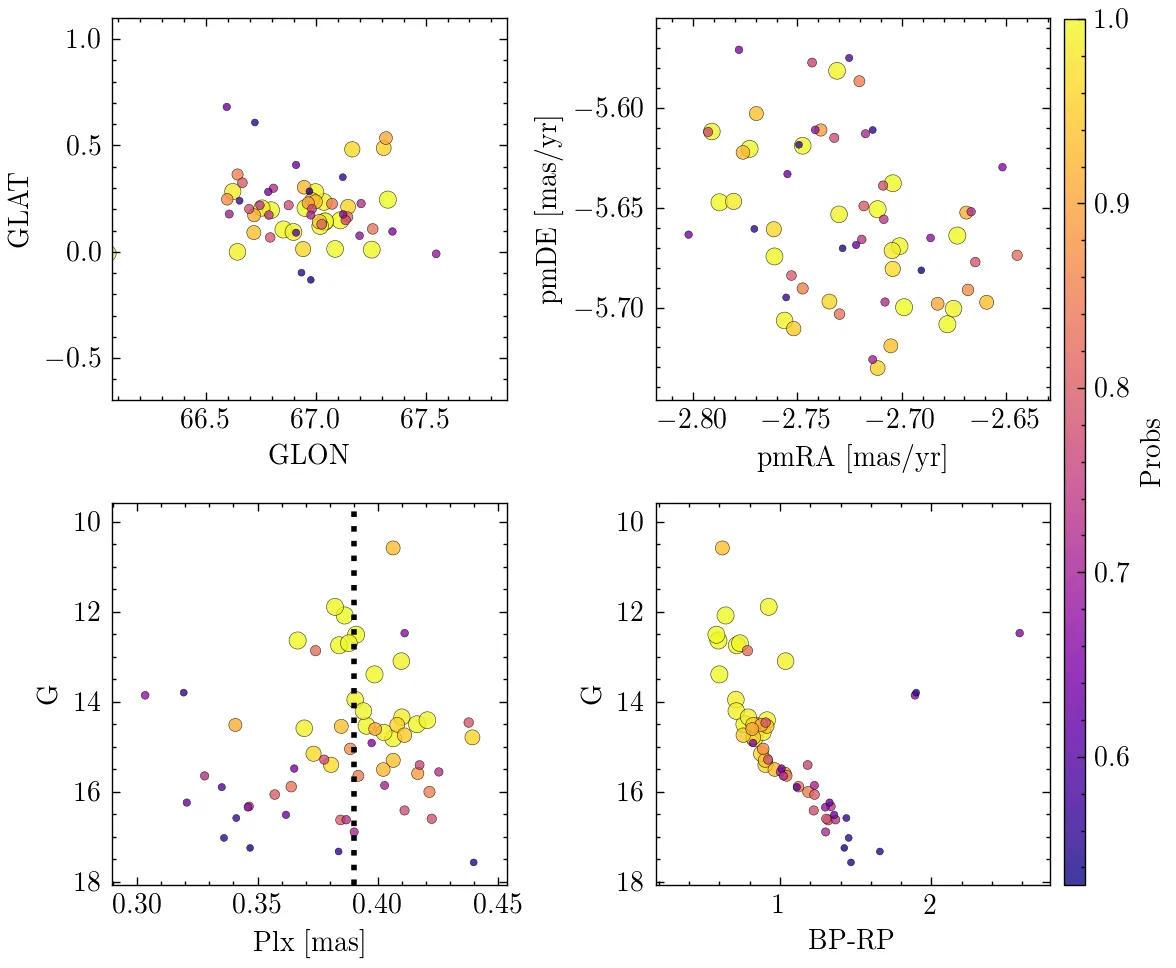 1.0
0.5
0.0
−0.5
GLAT
66.5 67.0 67.5
GLON
−5.60
−5.65
−5.70
pmDE [mas/yr]
−2.80 −2.75 −2.70 −2.65
pmRA [mas/yr]
10
12
14
16
18
G
0.30 0.35 0.40 0.45
Plx [mas]
10
12
14
16
18
G
1 2
BP-RP
1.0
0.9
0.8
0.7
0.6
Probs